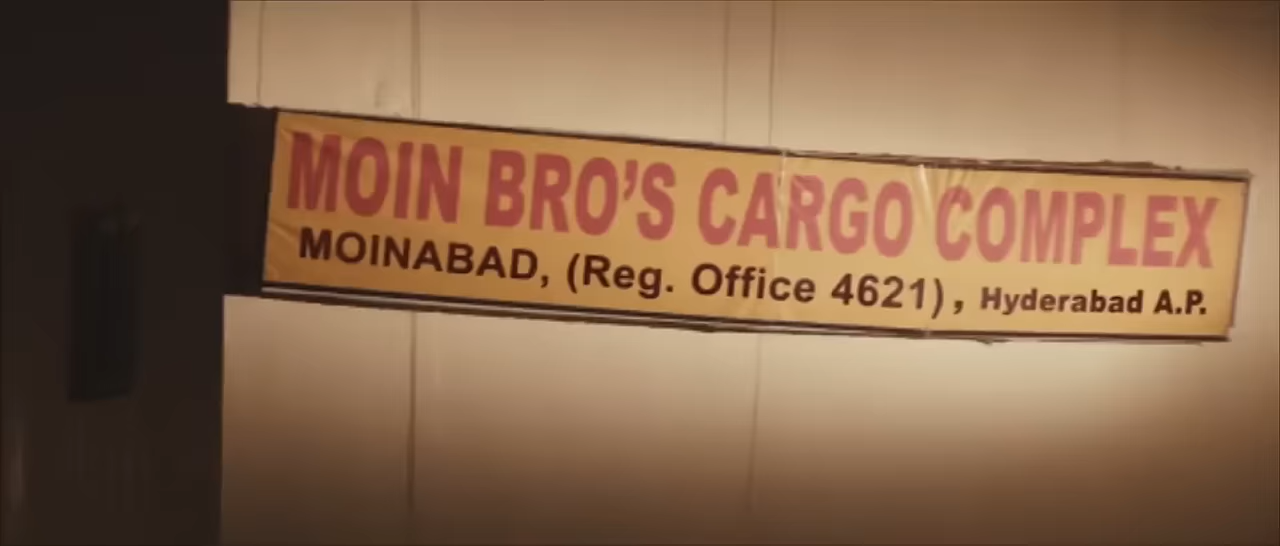 MOIN BRO'S CARGO COMPLEX
MOINABAD, (Reg. Office 4621), Hyderabad A.P.